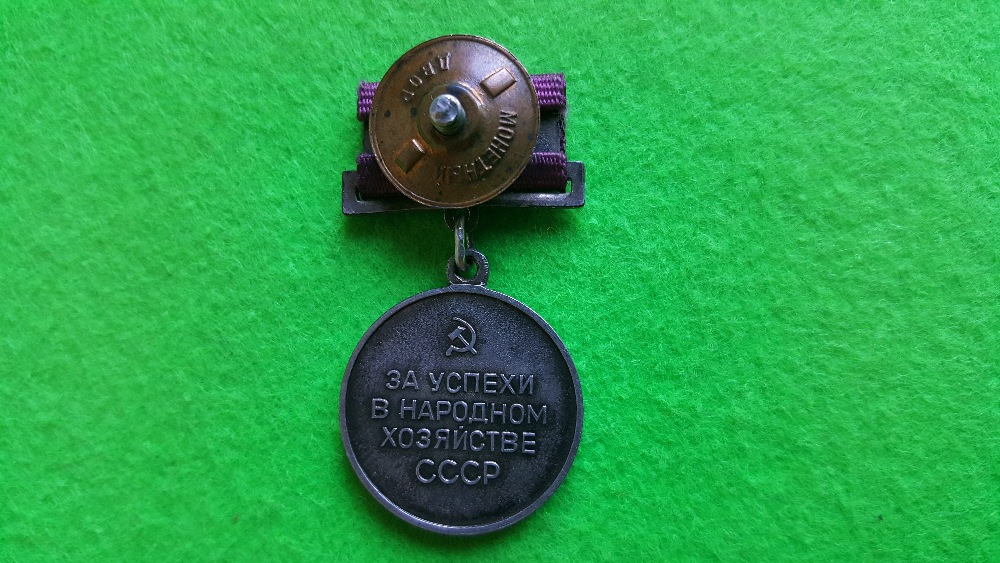 МОНЕТНЫЙ
ДВОР
ЗА УСПЕХИ
В НАРОДНОМ
ХОЗЯЙСТВЕ
СССР